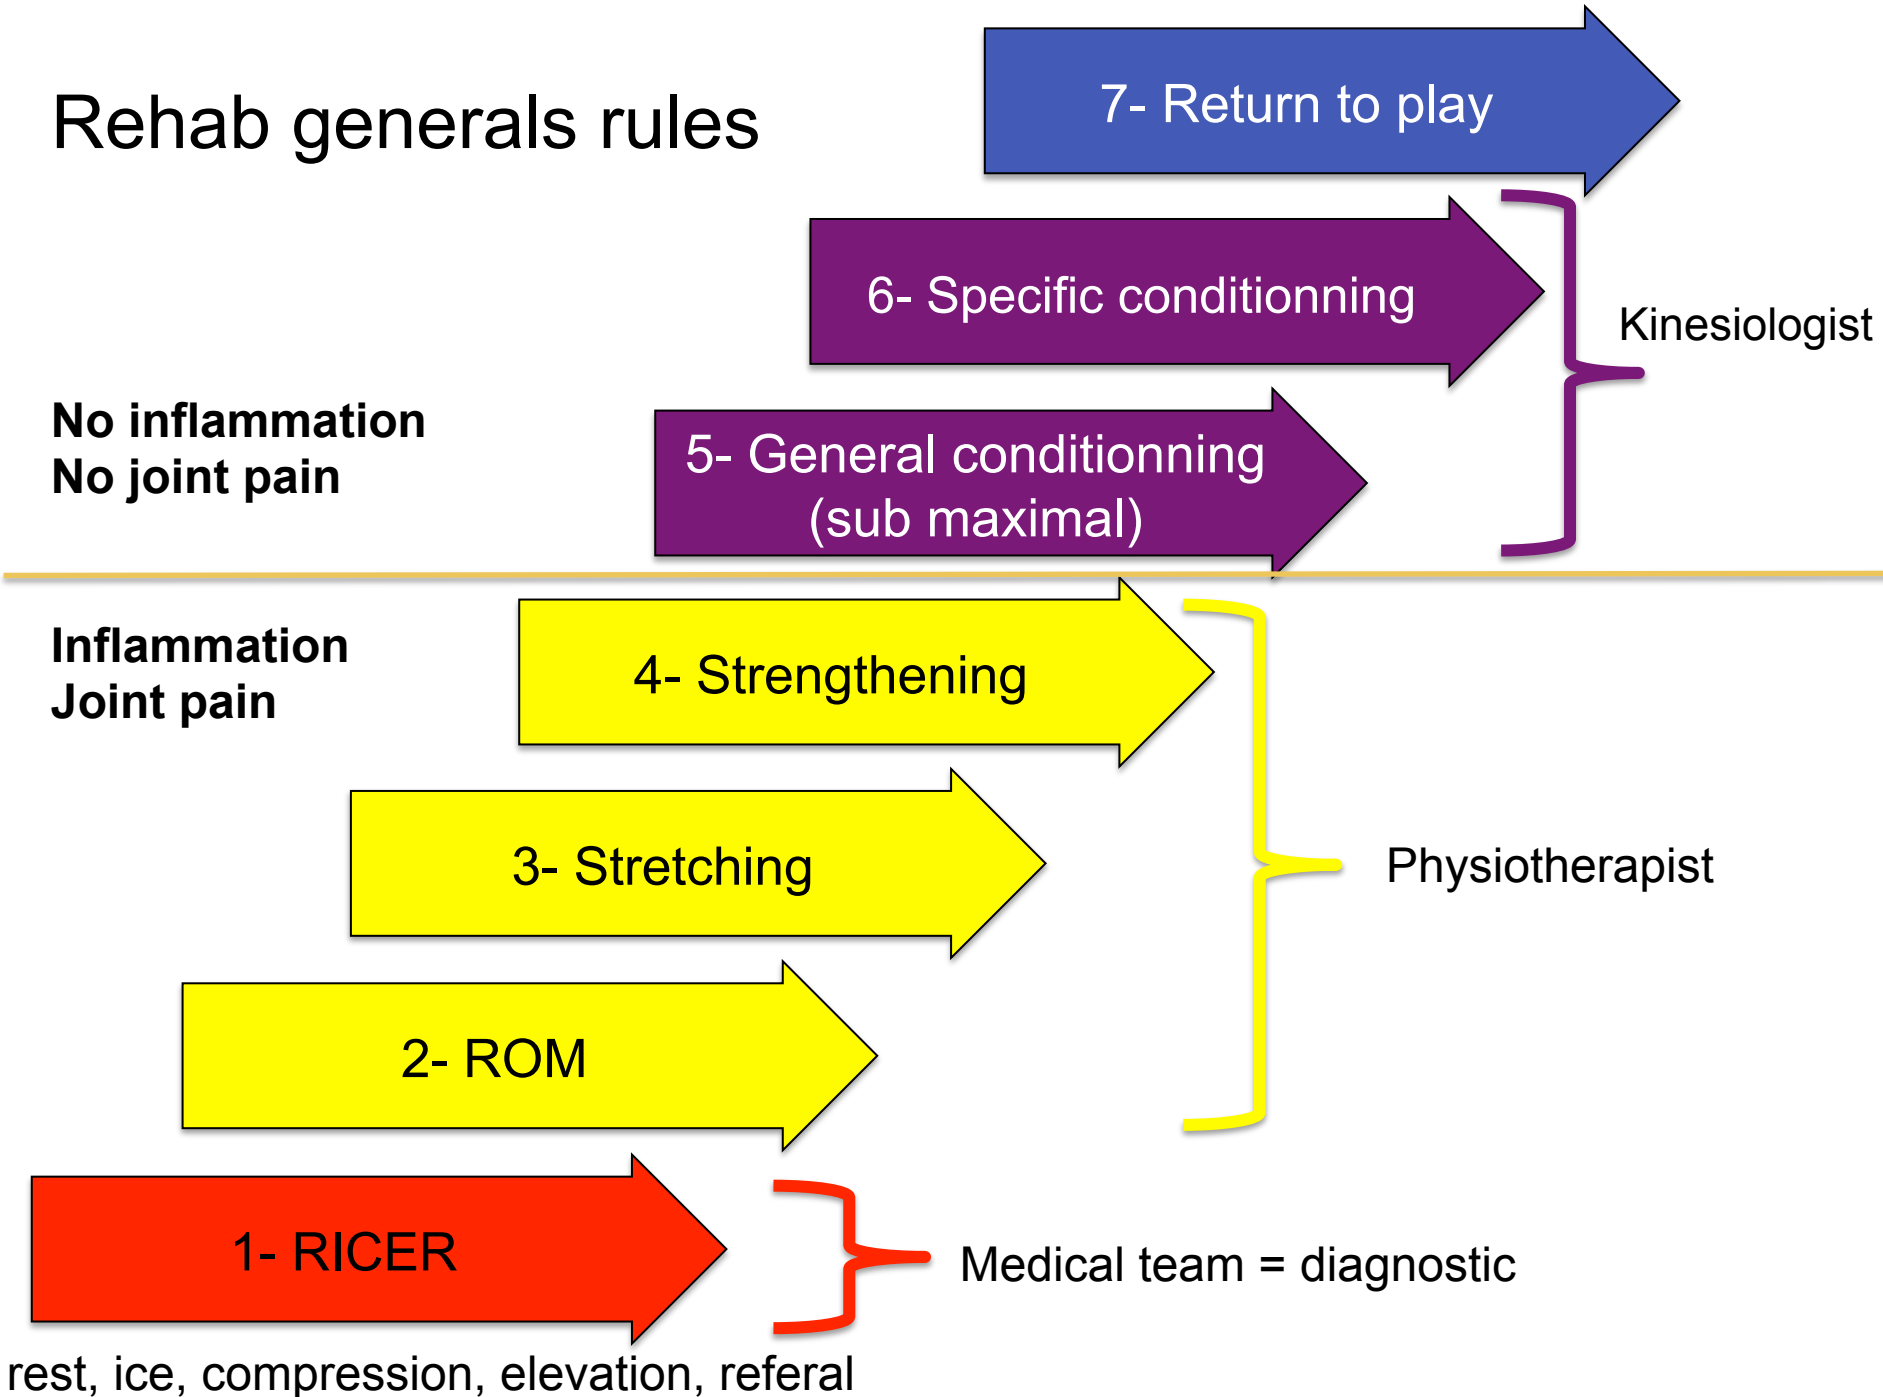 Rehab generals rules
7- Return to play
6- Specific conditionning
Kinesiologist
No inflammation
No joint pain
5- General conditionning
(sub maximal)
Inflammation
Joint pain
4- Strengthening
3- Stretching
Physiotherapist
2- ROM
1- RICER
Medical team = diagnostic
rest, ice, compression, elevation, referal